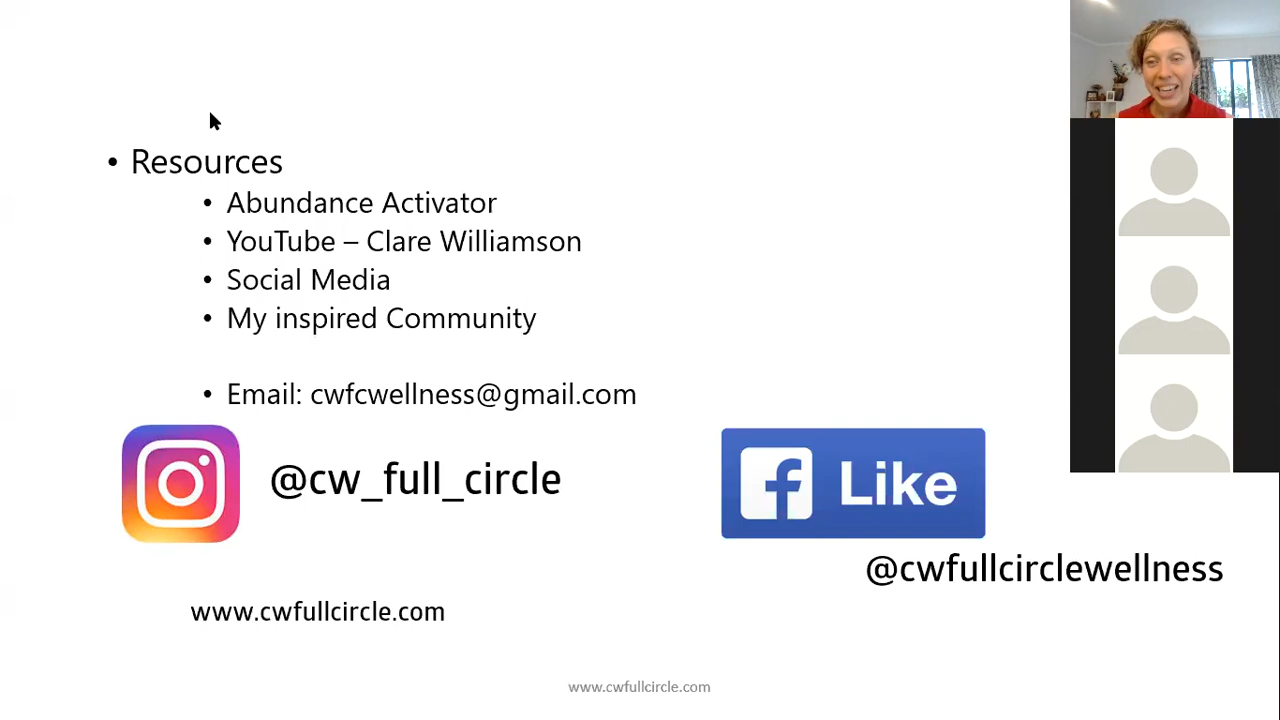 • Resources
• Abundance Activator
• YouTube – Clare Williamson
• Social Media
• My inspired Community
• Email: cwfcwellness@gmail.com
@cw_full_circle
f Like
@cwfullcirclewellness
www.cwfullcircle.com
www.cwfullcircle.com